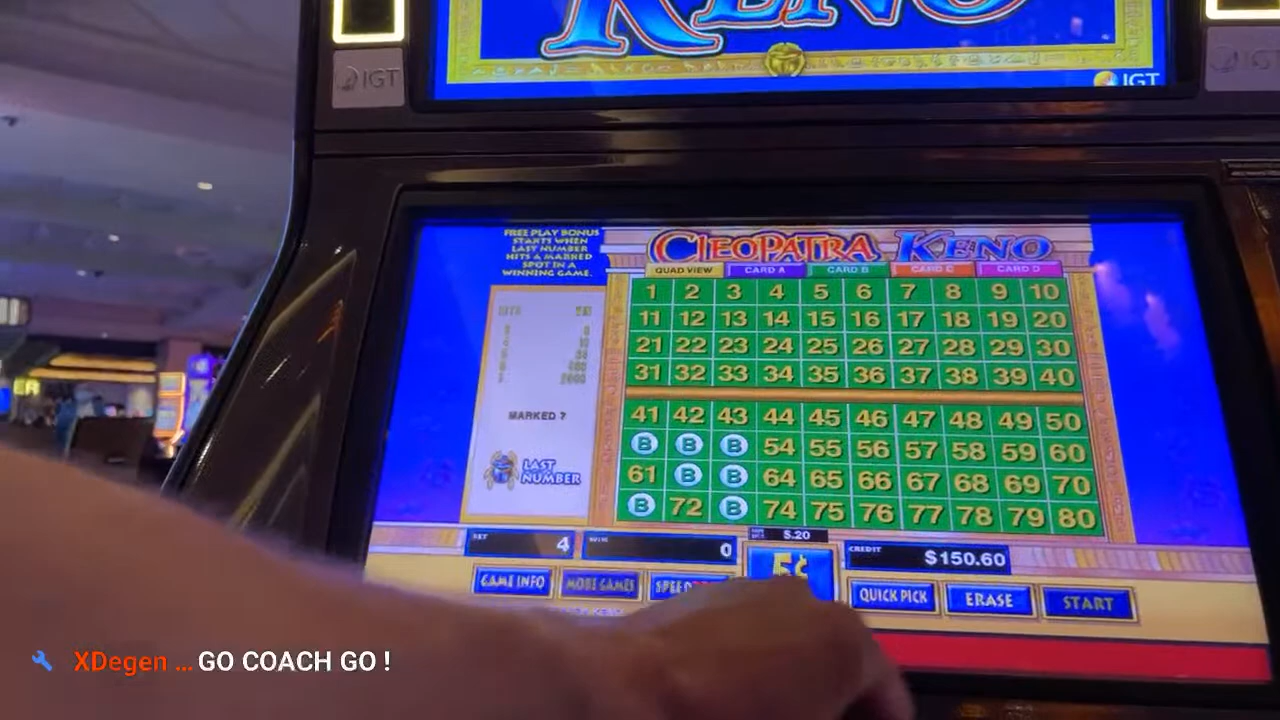 KENO
IGT
IGT
IGT
FREE PLAY BONUS
STARTS WHEN
LAST NUMBER
HITS A MARKED
SPOT IN A
WINNING GAME.
CLEOPATRA KENO
QUAD VIEW CARD A CARD B CARD C CARD D
1 2 3 4 5 6 7 8 9 10
11 12 13 14 15 16 17 18 19 20
21 22 23 24 25 26 27 28 29 30
31 32 33 34 35 36 37 38 39 40
MARKED 7
41 42 43 44 45 46 47 48 49 50
B B B 54 55 56 57 58 59 60
61 B B 64 65 66 67 68 69 70
B 72 B 74 75 76 77 78 79 80
LAST
NUMBER
BET 4
0
$.20
5¢
CREDIT $150.60
GAME INFO MORE GAMES SPEED QUICK PICK ERASE START
XDegen ... GO COACH GO !